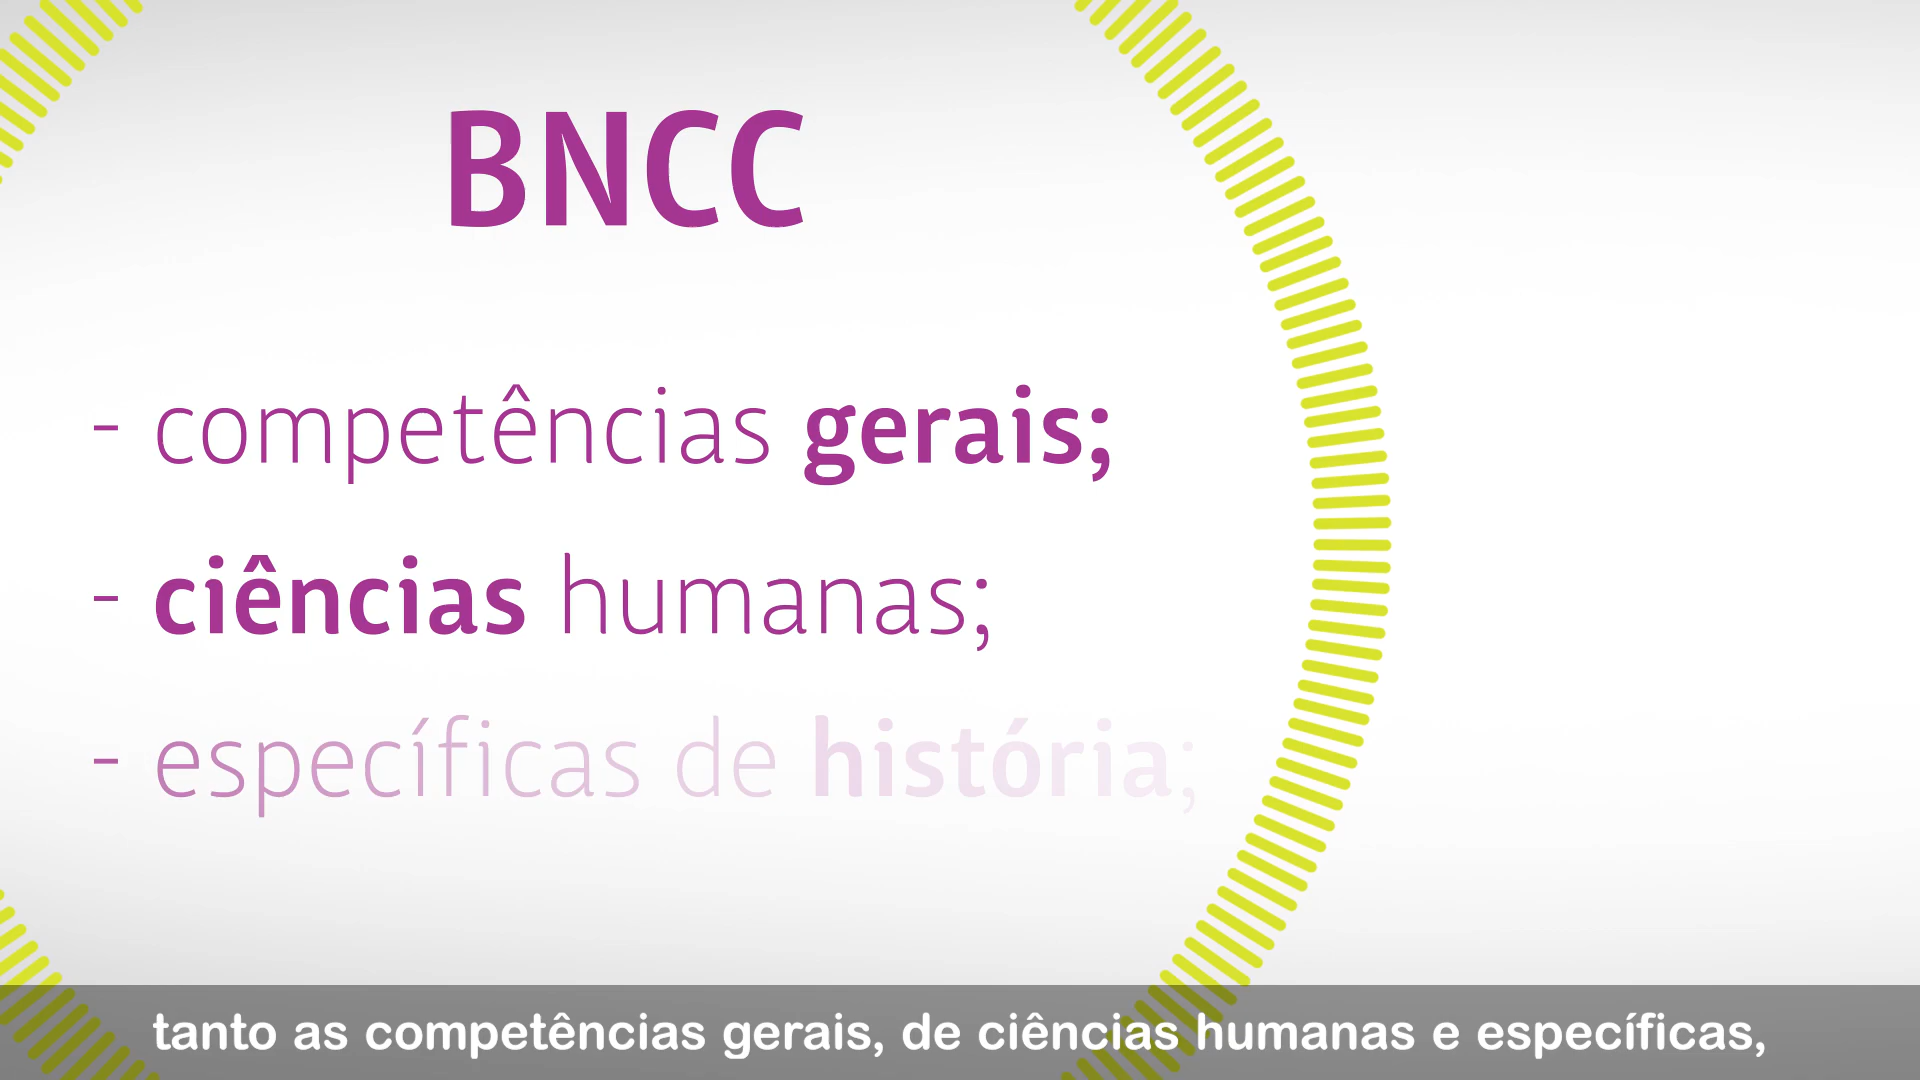 BNCC
- competências gerais;
- ciências humanas;
- específicas de história;
tanto as competências gerais, de ciências humanas e específicas,